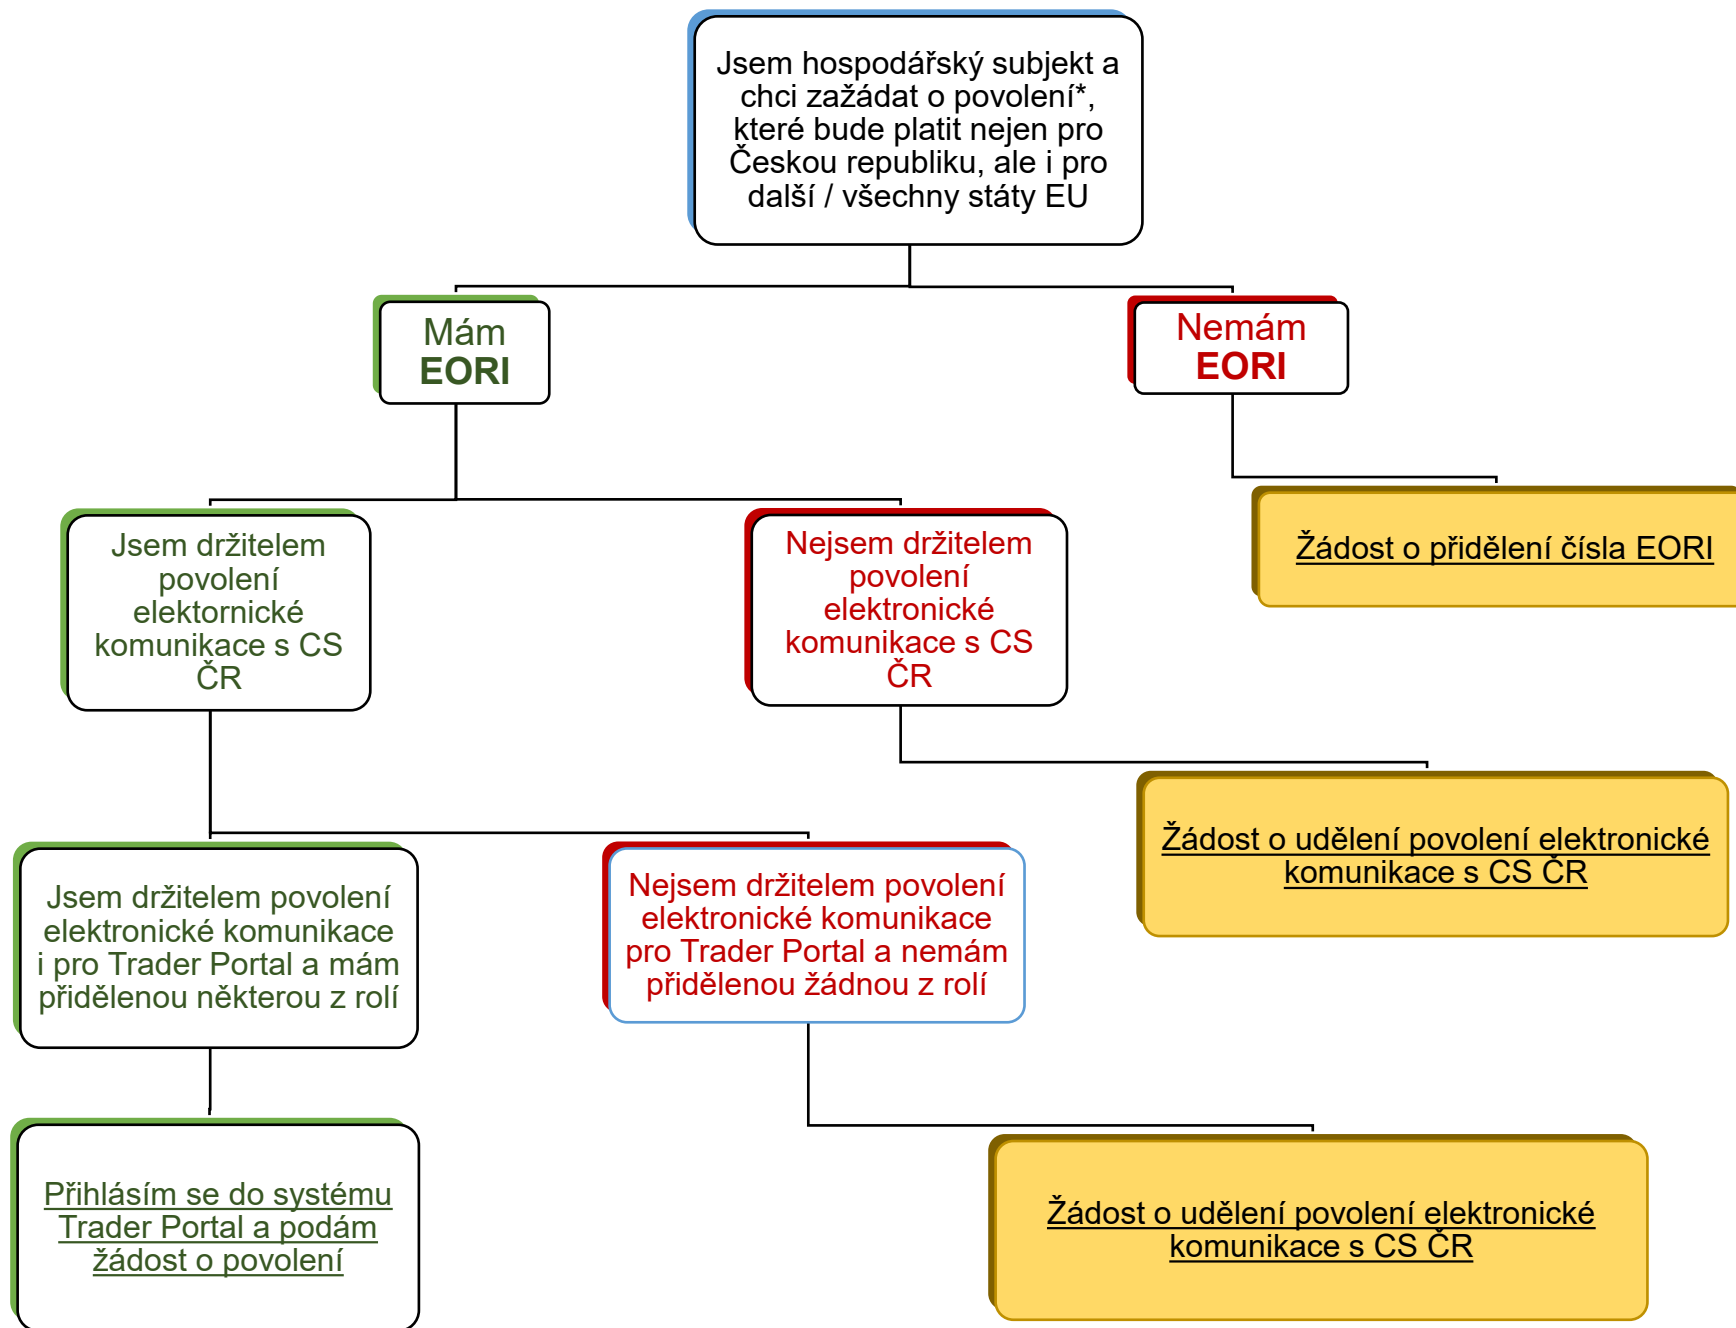 Jsem hospodářský subjekt a
chci zažádat o povolení*,
které bude platit nejen pro
Českou republiku, ale i pro
další / všechny státy EU
Mám
EORI
Nemám
EORI
Jsem držitelem
povolení
elektornické
komunikace s CS
ČR
Nejsem držitelem
povolení
elektronické
komunikace s CS
ČR
Žádost o přidělení čísla EORI
Žádost o udělení povolení elektronické
komunikace s CS ČR
Jsem držitelem povolení
elektronické komunikace
i pro Trader Portal a mám
přidělenou některou z rolí
Nejsem držitelem povolení
elektronické komunikace
pro Trader Portal a nemám
přidělenou žádnou z rolí
Přihlásím se do systému
Trader Portal a podám
žádost o povolení
Žádost o udělení povolení elektronické
komunikace s CS ČR